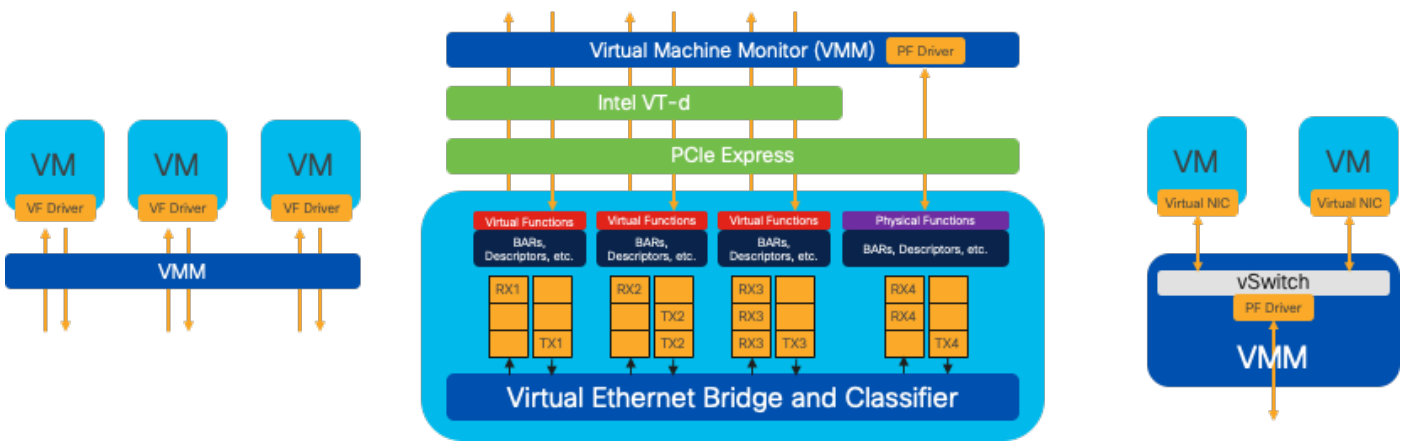 VM
VF Driver
VM
VF Driver
VM
VF Driver
VMM
Virtual Machine Monitor (VMM)
PF Driver
Intel VT-d
PCIe Express
Virtual Functions
BARs,
Descriptors, etc.
Virtual Functions
BARs,
Descriptors, etc.
Virtual Functions
BARs,
Descriptors, etc.
Physical Functions
BARs, Descriptors, etc.
RX1
TX1
RX2
TX2
TX2
RX3
RX3
RX3
TX3
RX4
RX4
TX4
Virtual Ethernet Bridge and Classifier
VM
Virtual NIC
VM
Virtual NIC
vSwitch
PF Driver
VMM